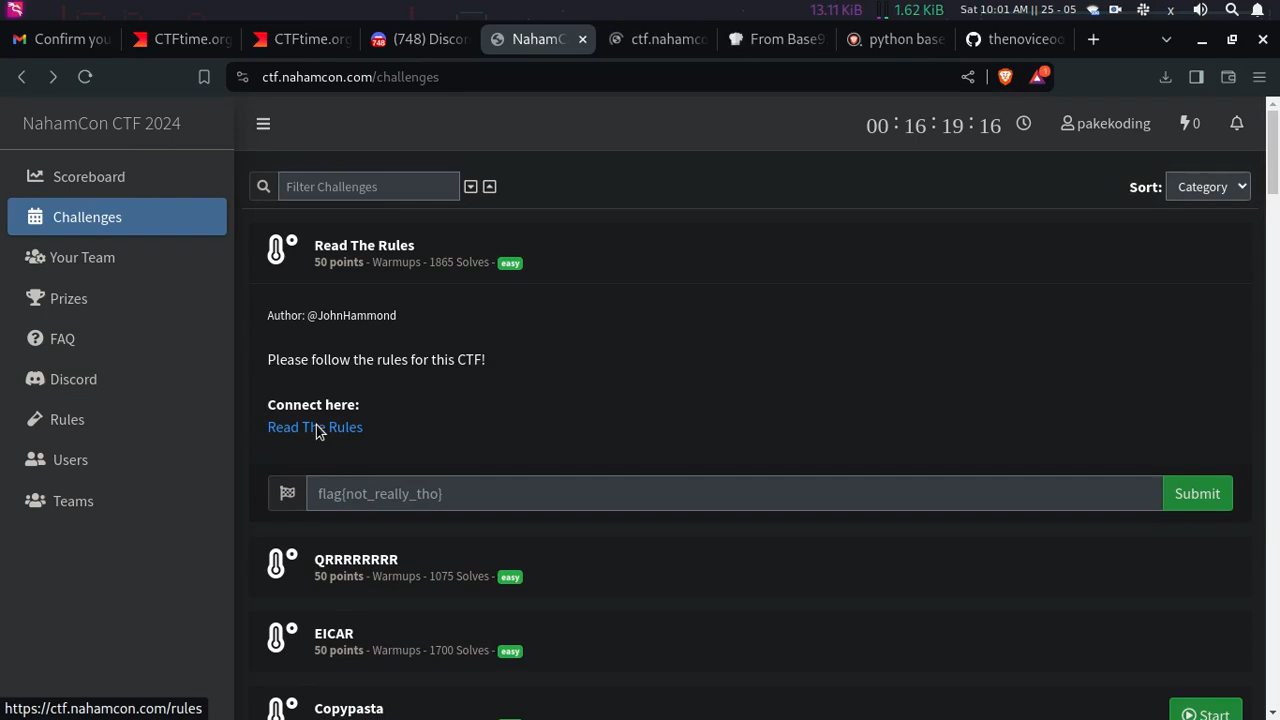 13.11 KiB 1.62 KiB Sat 10:01 AM || 25 - 05
Confirm you
CTFtime.org
CTFtime.org
(748) Disco
NahamC
ctf.nahamc
From Base9
python base
thenoviceo
ctf.nahamcon.com/challenges
NahamCon CTF 2024
00:16:19:16
pakekoding
0
Scoreboard
Challenges
Your Team
Prizes
FAQ
Discord
Rules
Users
Teams
Filter Challenges
Sort: Category
Read The Rules
50 points - Warmups - 1865 Solves - easy
Author: @JohnHammond
Please follow the rules for this CTF!
Connect here:
Read The Rules
flag{not_really_tho}
Submit
QRRRRRRRR
50 points - Warmups - 1075 Solves - easy
EICAR
50 points - Warmups - 1700 Solves - easy
Copypasta
Start
https://ctf.nahamcon.com/rules